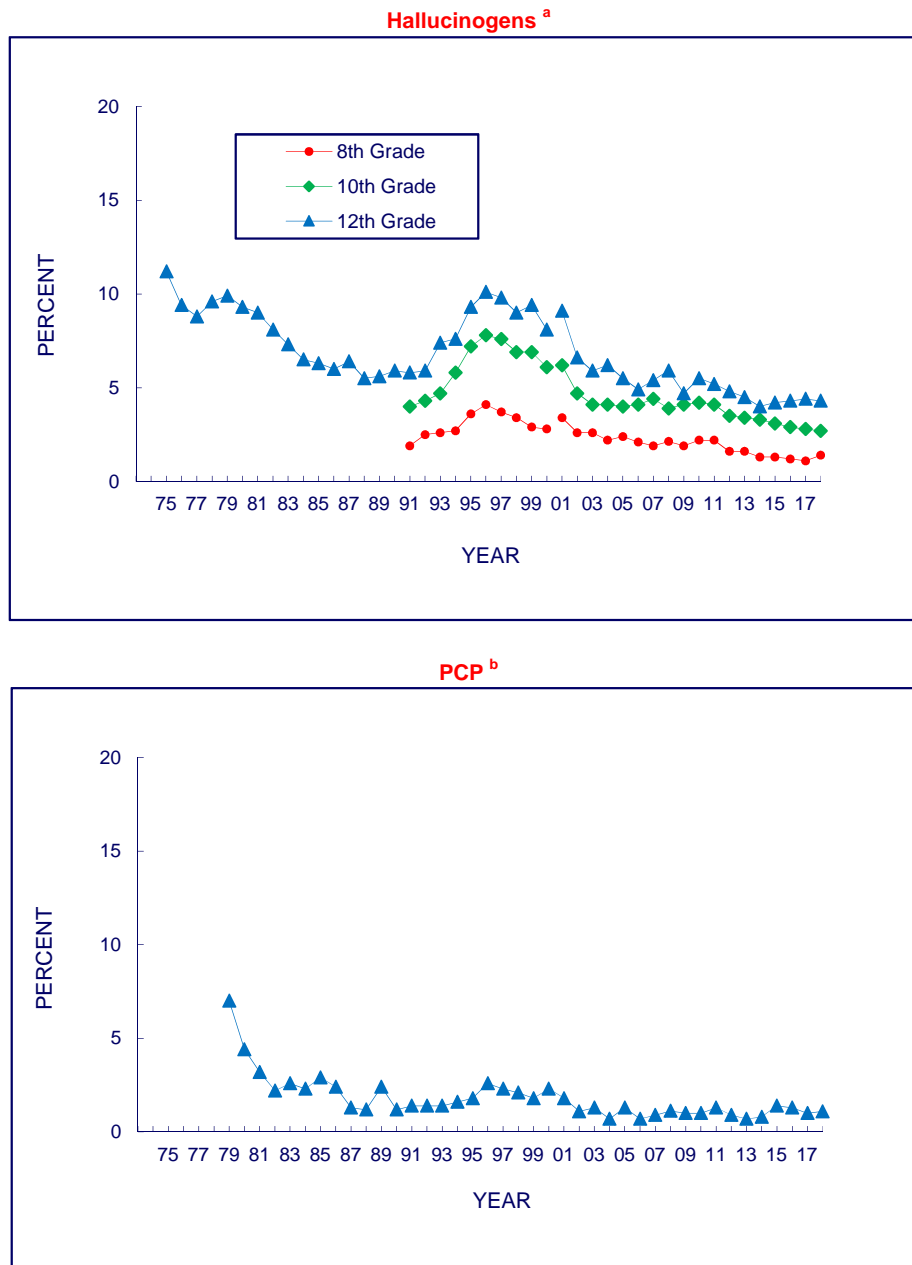 Hallucinogens a
20
15
10
5
0
PERCENT
8th Grade
10th Grade
12th Grade
75 77 79 81 83 85 87 89 91 93 95 97 99 01 03 05 07 09 11 13 15 17
YEAR
PCP b
20
15
10
5
0
PERCENT
75 77 79 81 83 85 87 89 91 93 95 97 99 01 03 05 07 09 11 13 15 17
YEAR